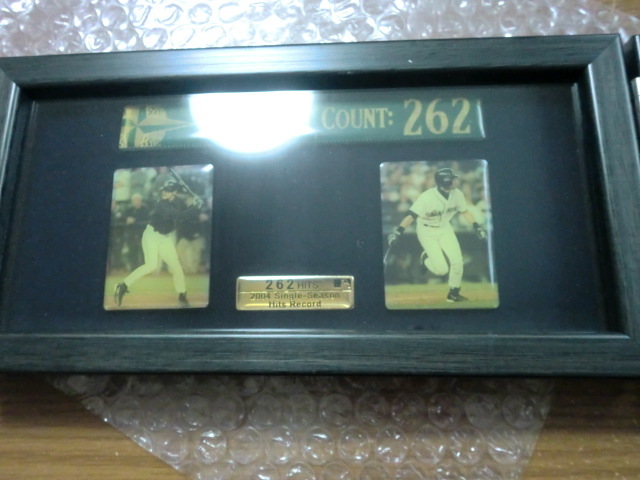 COUNT: 262
262 HITS
2004 Single-Season
Hits Record